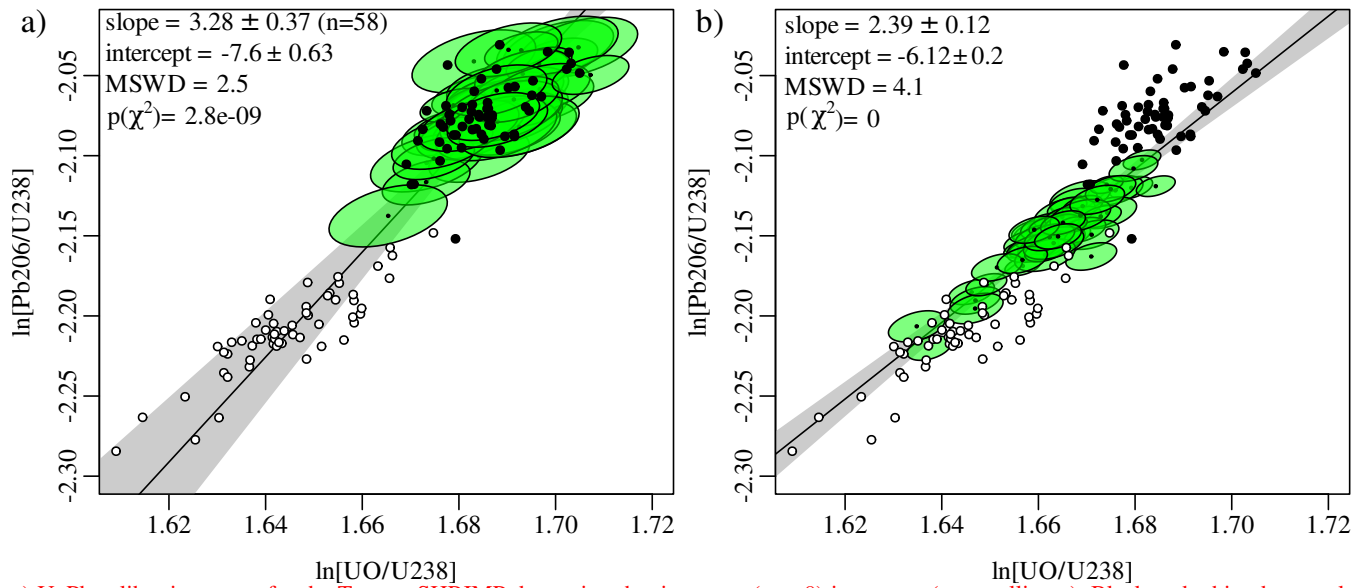 a)
slope = 3.28 ± 0.37 (n=58)
intercept = -7.6 ± 0.63
MSWD = 2.5
p(χ²)= 2.8e-09
ln[Pb206/U238]
-2.05
-2.10
-2.15
-2.20
-2.25
-2.30
1.62
1.64
1.66
1.68
1.70
1.72
ln[UO/U238]
b)
slope = 2.39 ± 0.12
intercept = -6.12±0.2
MSWD = 4.1
p(χ²)= 0
ln[Pb206/U238]
-2.05
-2.10
-2.15
-2.20
-2.25
-2.30
1.62
1.64
1.66
1.68
1.70
1.72
ln[UO/U238]